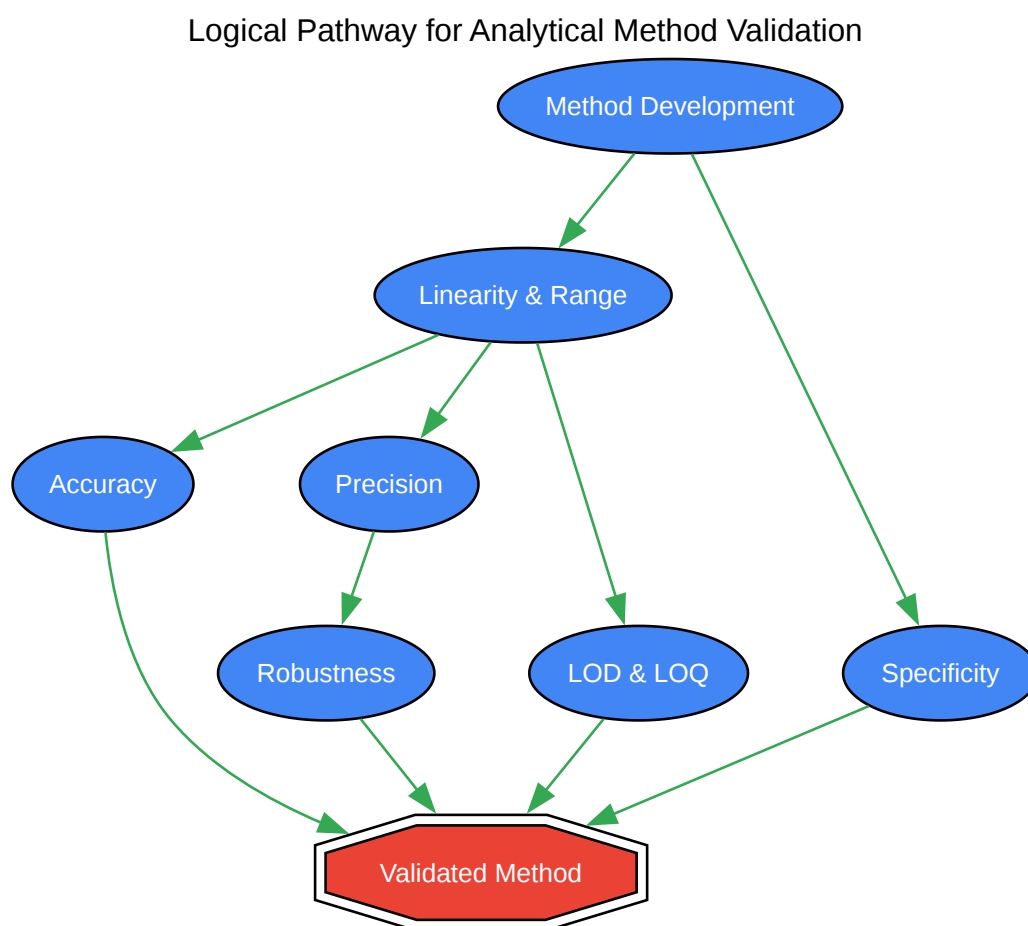 Logical Pathway for Analytical Method Validation
Method Development
Linearity & Range
Accuracy
Precision
Robustness
LOD & LOQ
Specificity
Validated Method